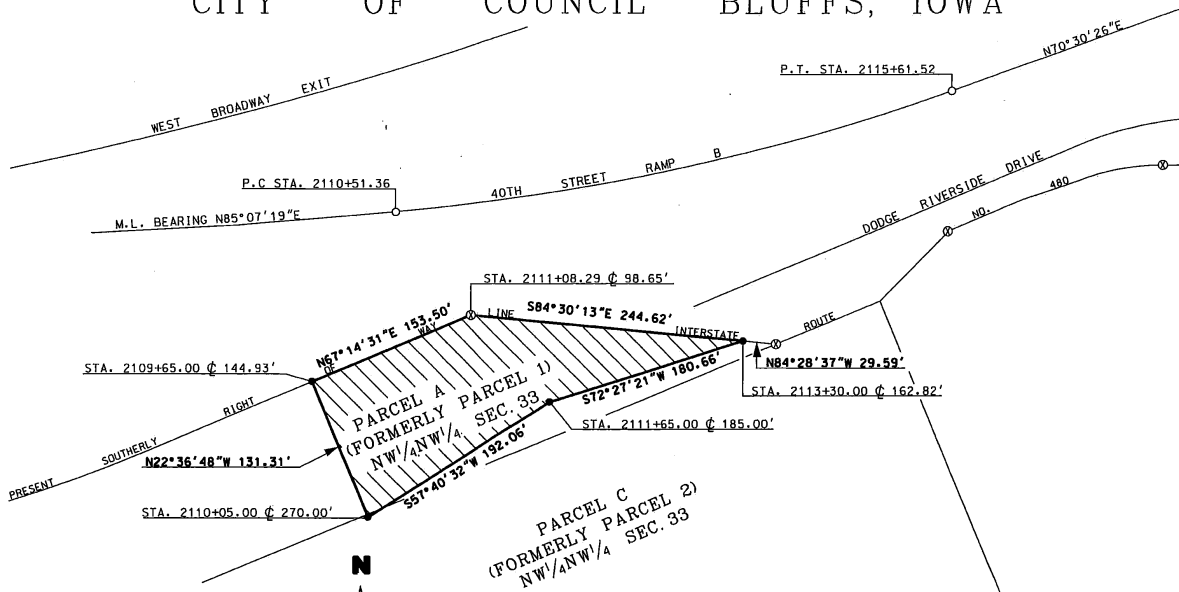 CITY OF COUNCIL BLUFFS, IOWA
N70°30'26"E
P.T. STA. 2115+61.52
WEST BROADWAY EXIT
P.C STA. 2110+51.36
40TH STREET RAMP B
M.L. BEARING N85°07'19"E
DODGE RIVERSIDE DRIVE
STA. 2111+08.29 ℄ 98.65'
S84°30'13"E 244.62'
N67°14'31"E 153.50'
PRESENT SOUTHERLY RIGHT OF WAY LINE INTERSTATE ROUTE NO. 480
STA. 2109+65.00 ℄ 144.93'
N84°28'37"W 29.59'
S72°27'21"W 180.66'
STA. 2113+30.00 ℄ 162.82'
PARCEL A
(FORMERLY PARCEL 1)
NW¹/₄NW¹/₄ SEC. 33
STA. 2111+65.00 ℄ 185.00'
N22°36'48"W 131.31'
S57°40'32"W 192.06'
STA. 2110+05.00 ℄ 270.00'
PARCEL C
(FORMERLY PARCEL 2)
NW¹/₄NW¹/₄ SEC. 33
N